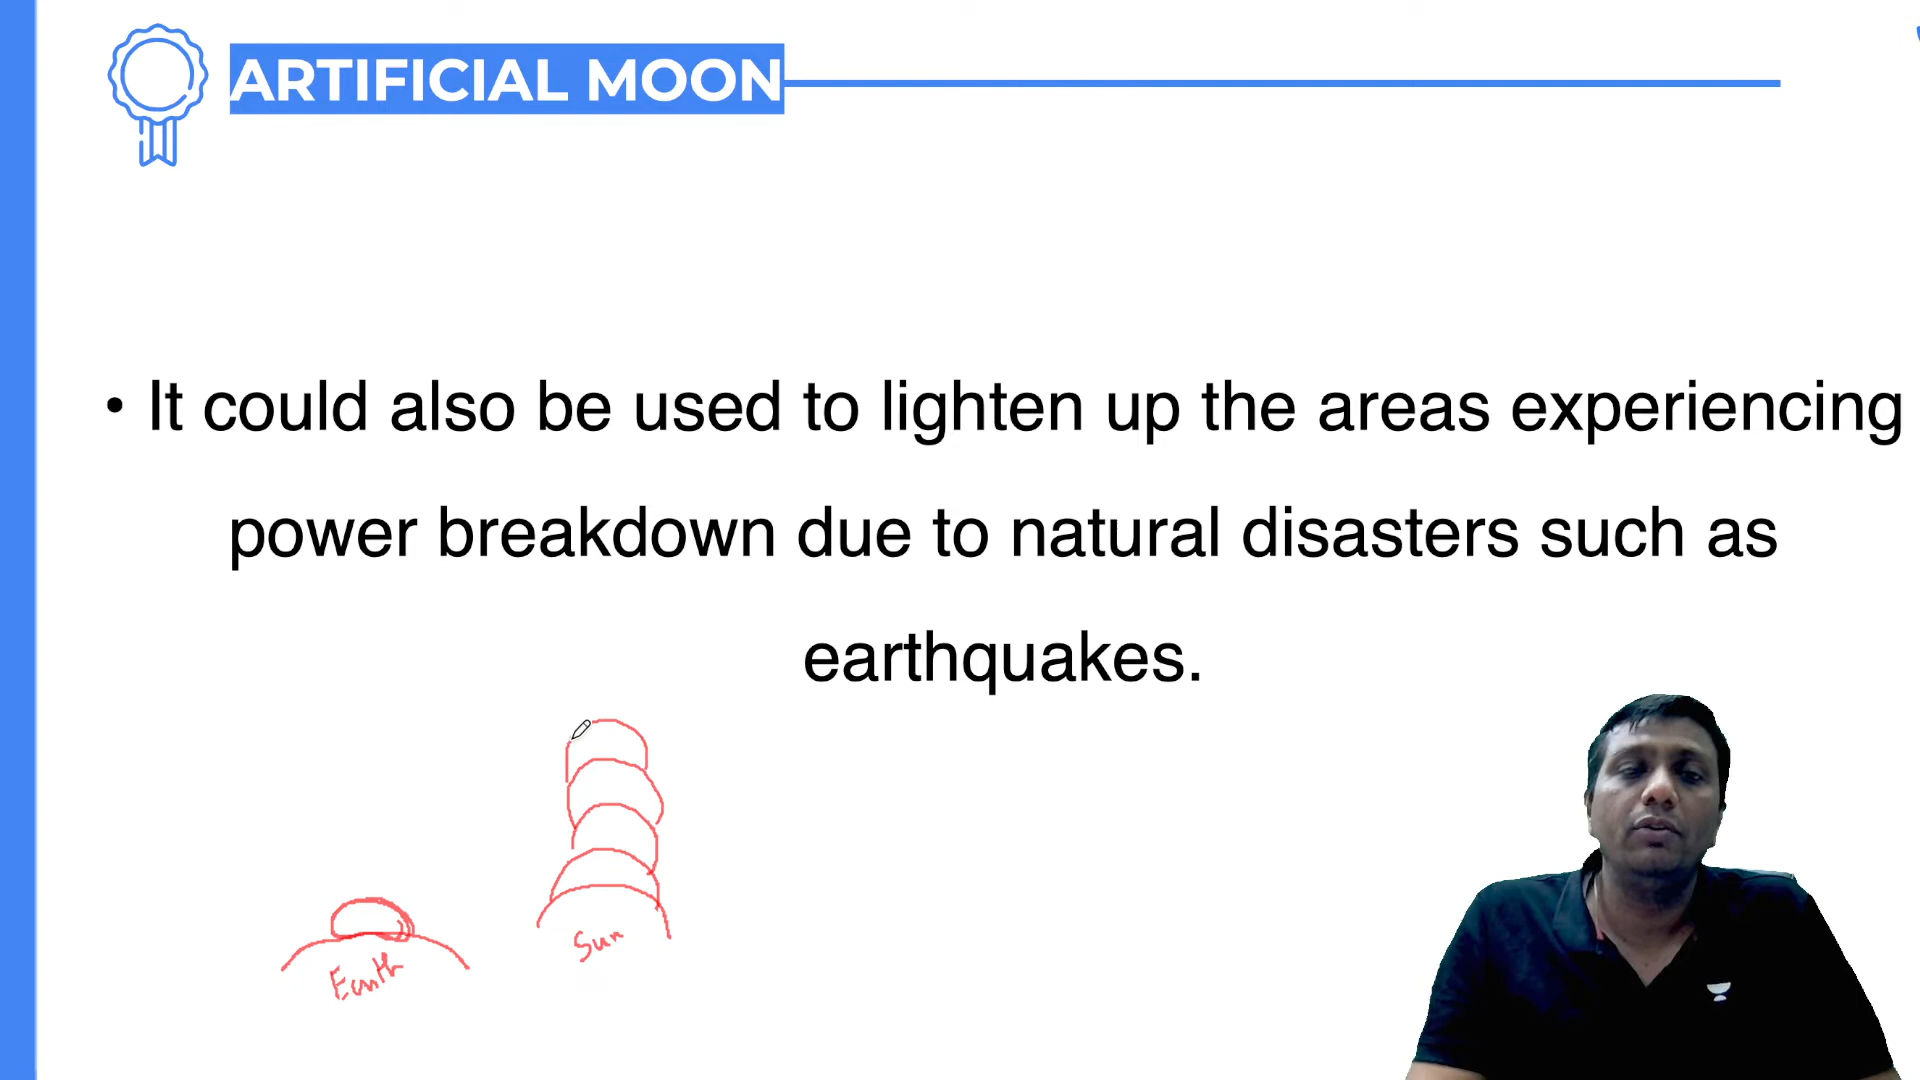 ARTIFICIAL MOON
• It could also be used to lighten up the areas experiencing
power breakdown due to natural disasters such as
earthquakes.
Sun
Earth